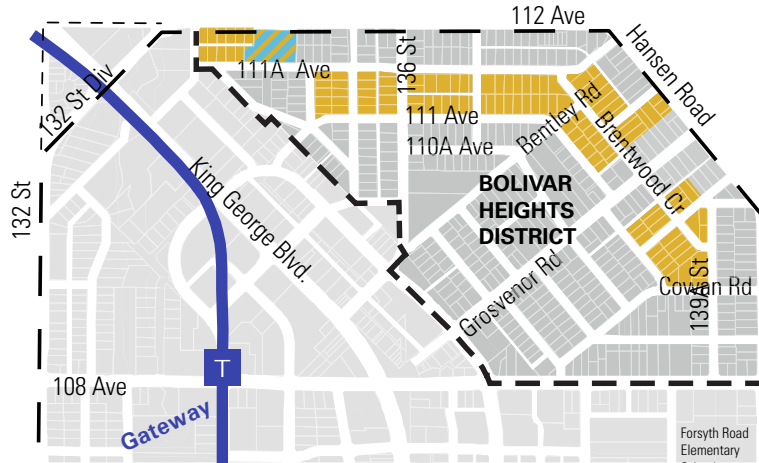 112 Ave
Hansen Road
136 St
111A Ave
132 St Div
111 Ave
Bentley Rd
Brentwood Cr
110A Ave
King George Blvd.
132 St
BOLIVAR
HEIGHTS
DISTRICT
Grosvenor Rd
Cowan Rd
139A St
T
108 Ave
Gateway
Forsyth Road
Elementary